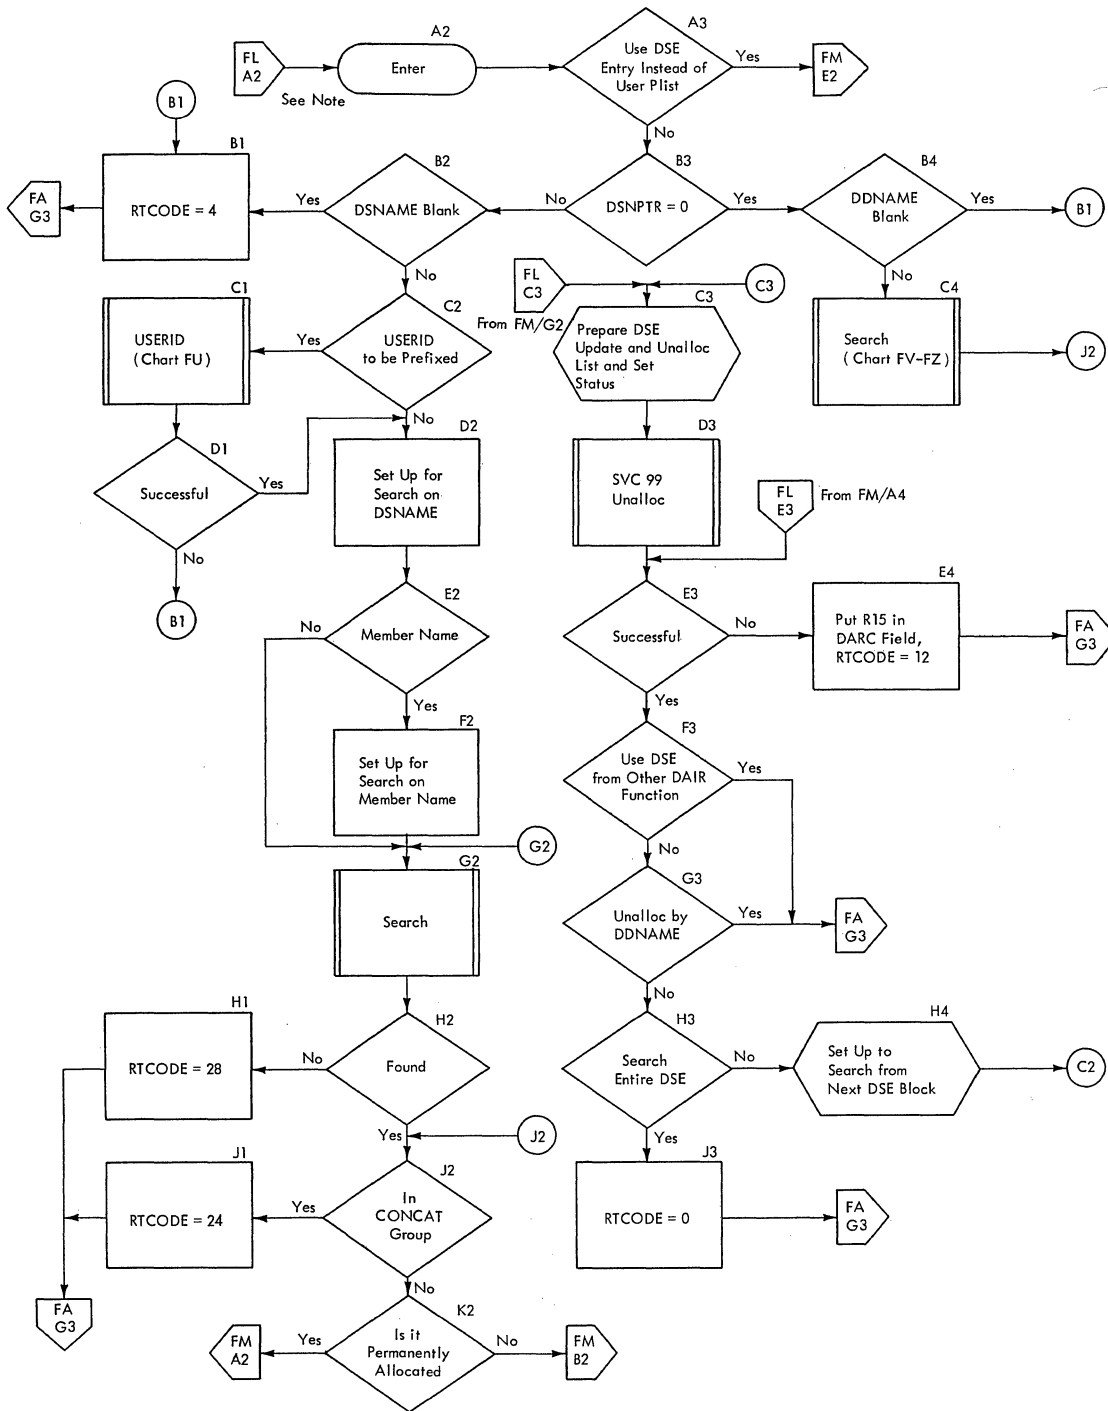 A2
A3
FL
A2
Enter
See Note
Use DSE
Entry Instead of
User Plist
Yes
FM
E2
No
B1
B1
RTCODE = 4
FA
G3
B2
DSNAME Blank
Yes
No
B3
DSNPTR = 0
No
Yes
B4
DDNAME
Blank
Yes
B1
No
C1
USERID
(Chart FU)
C2
USERID
to be Prefixed
Yes
No
FL
C3
From FM/G2
C3
C3
Prepare DSE
Update and Unalloc
List and Set
Status
C4
Search
(Chart FV-FZ)
J2
D1
Successful
Yes
No
B1
D2
Set Up for
Search on
DSNAME
D3
SVC 99
Unalloc
FL
E3
From FM/A4
E2
Member Name
No
Yes
E3
Successful
No
Yes
E4
Put R15 in
DARC Field,
RTCODE = 12
FA
G3
F2
Set Up for
Search on
Member Name
F3
Use DSE
from Other DAIR
Function
Yes
No
G2
G2
Search
G3
Unalloc by
DDNAME
Yes
FA
G3
No
H1
RTCODE = 28
H2
Found
No
Yes
J2
H3
Search
Entire DSE
No
Yes
H4
Set Up to
Search from
Next DSE Block
C2
J1
RTCODE = 24
J2
In
CONCAT
Group
Yes
No
J3
RTCODE = 0
FA
G3
FA
G3
K2
Is it
Permanently
Allocated
Yes
FM
A2
No
FM
B2